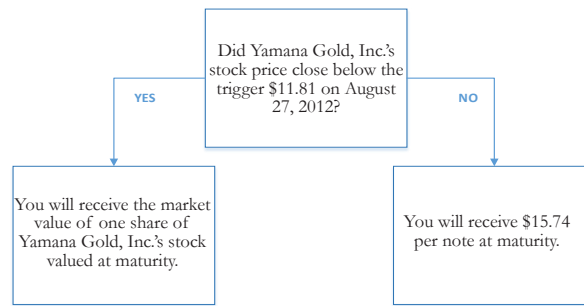 Did Yamana Gold, Inc.'s
stock price close below the
trigger $11.81 on August
27, 2012?
YES
NO
You will receive the market
value of one share of
Yamana Gold, Inc.'s stock
valued at maturity.
You will receive $15.74
per note at maturity.